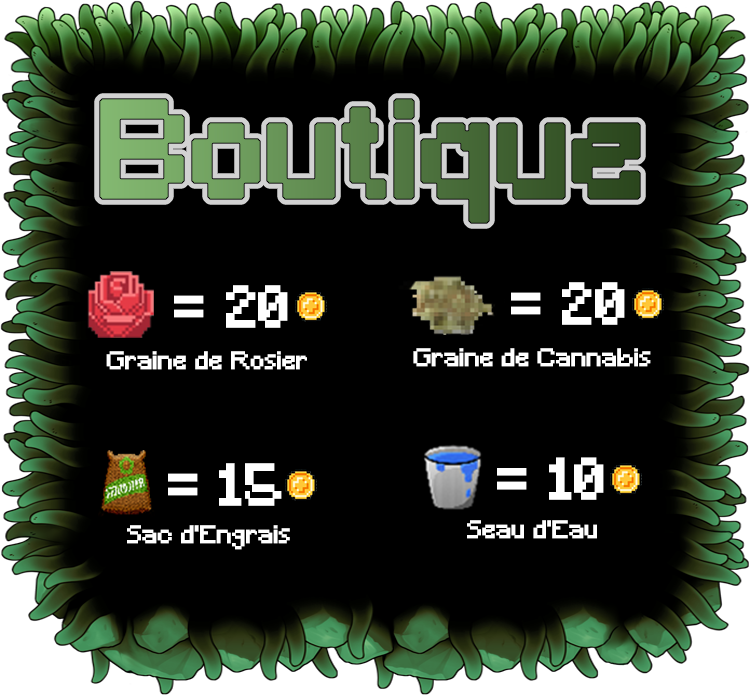 Boutique
= 20 = 20
Graine de Rosier Graine de Cannabis
= 15 = 10
Sac d'Engrais Seau d'Eau